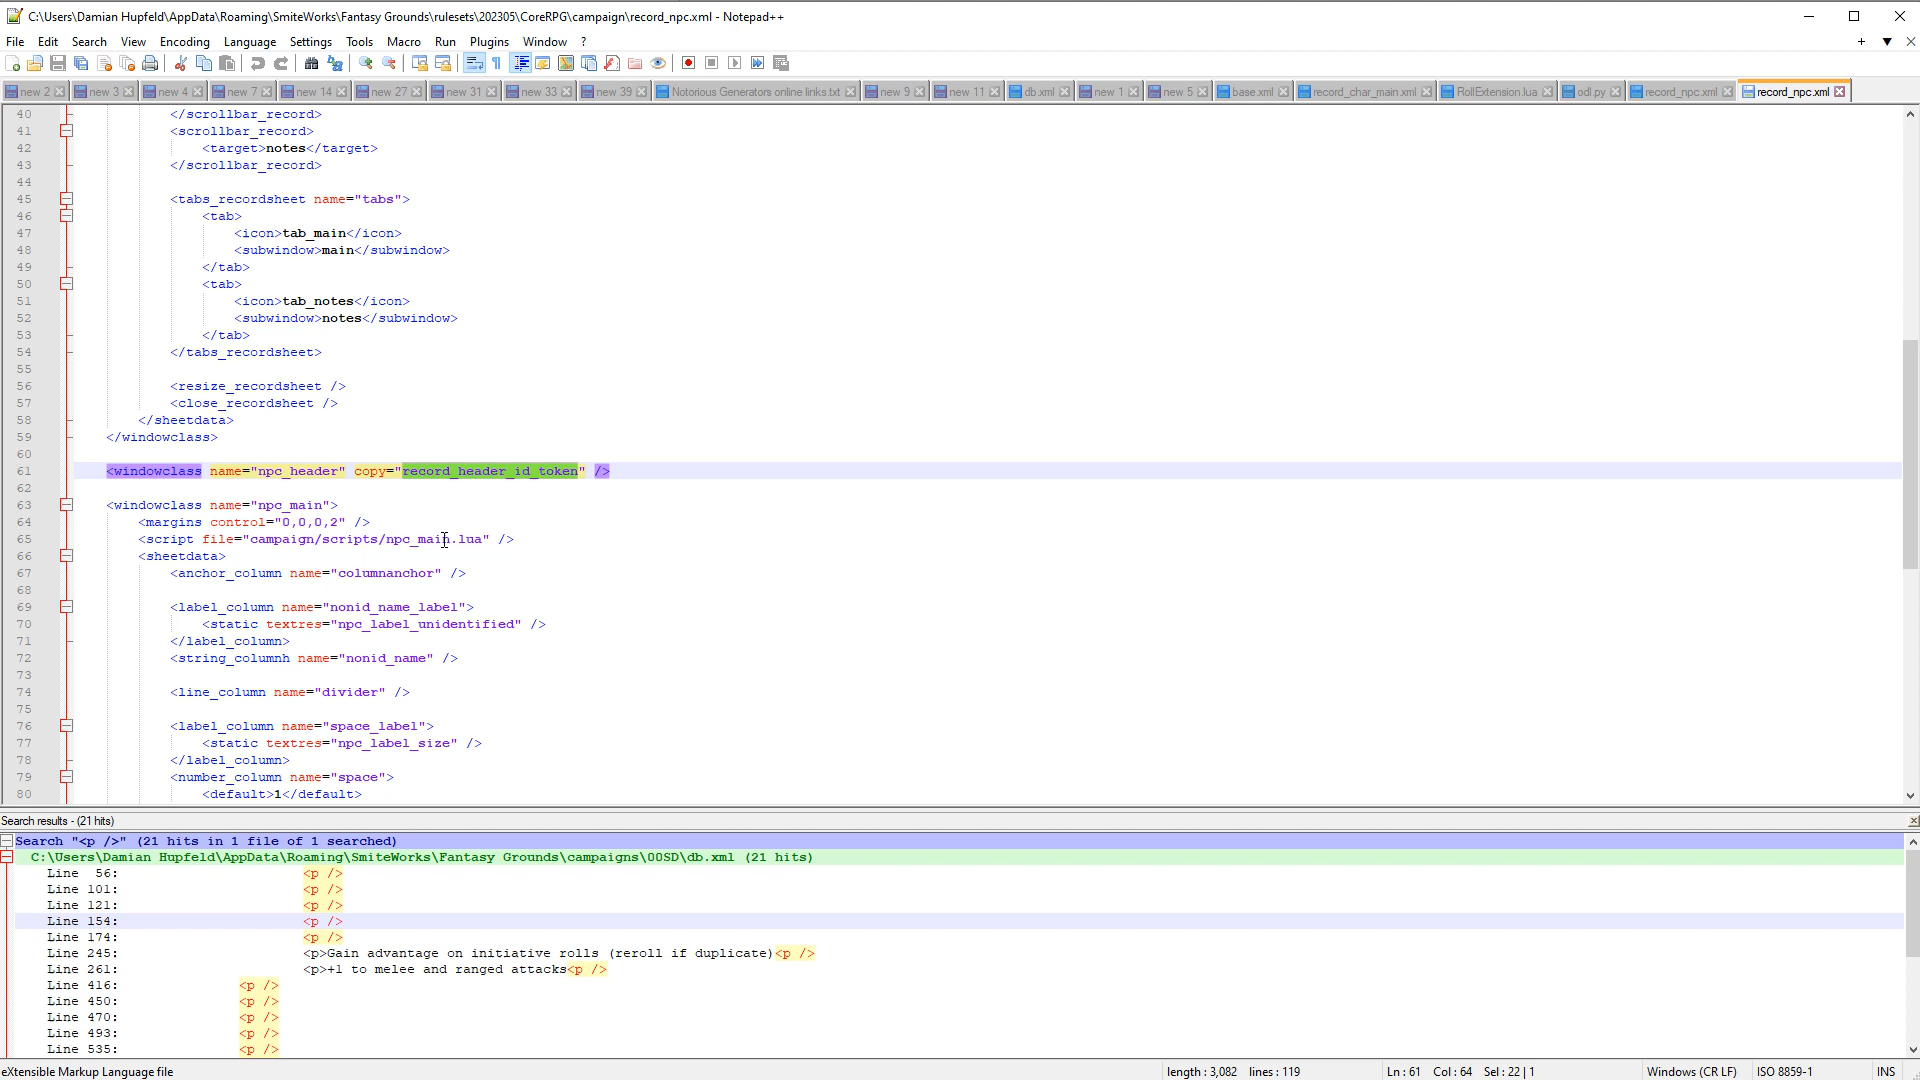 C:\Users\Damian Hupfeld\AppData\Roaming\SmiteWorks\Fantasy Grounds\rulesets\202305\CoreRPG\campaign\record_npc.xml - Notepad++
File Edit Search View Encoding Language Settings Tools Macro Run Plugins Window ?
new 2 new 3 new 4 new 7 new 14 new 27 new 31 new 33 new 39 Notorious Generators online links.txt new 9 new 11 db.xml new 1 new 5 base.xml record_char_main.xml RollExtension.lua odl.py record_npc.xml record_npc.xml
40 </scrollbar_record>
41 <scrollbar_record>
42 <target>notes</target>
43 </scrollbar_record>
44
45 <tabs_recordsheet name="tabs">
46 <tab>
47 <icon>tab_main</icon>
48 <subwindow>main</subwindow>
49 </tab>
50 <tab>
51 <icon>tab_notes</icon>
52 <subwindow>notes</subwindow>
53 </tab>
54 </tabs_recordsheet>
55
56 <resize_recordsheet />
57 <close_recordsheet />
58 </sheetdata>
59 </windowclass>
60
61 <windowclass name="npc_header" copy="record_header_id_token" />
62
63 <windowclass name="npc_main">
64 <margins control="0,0,0,2" />
65 <script file="campaign/scripts/npc_main.lua" />
66 <sheetdata>
67 <anchor_column name="columnanchor" />
68
69 <label_column name="nonid_name_label">
70 <static textres="npc_label_unidentified" />
71 </label_column>
72 <string_columnh name="nonid_name" />
73
74 <line_column name="divider" />
75
76 <label_column name="space_label">
77 <static textres="npc_label_size" />
78 </label_column>
79 <number_column name="space">
80 <default>1</default>
Search results - (21 hits)
Search "<p />" (21 hits in 1 file of 1 searched)
C:\Users\Damian Hupfeld\AppData\Roaming\SmiteWorks\Fantasy Grounds\campaigns\00SD\db.xml (21 hits)
Line 56: <p />
Line 101: <p />
Line 121: <p />
Line 154: <p />
Line 174: <p />
Line 245: <p>Gain advantage on initiative rolls (reroll if duplicate)<p />
Line 261: <p>+1 to melee and ranged attacks<p />
Line 416: <p />
Line 450: <p />
Line 470: <p />
Line 493: <p />
Line 535: <p />
eXtensible Markup Language file length : 3,082 lines : 119 Ln : 61 Col : 64 Sel : 22 | 1 Windows (CR LF) ISO 8859-1 INS